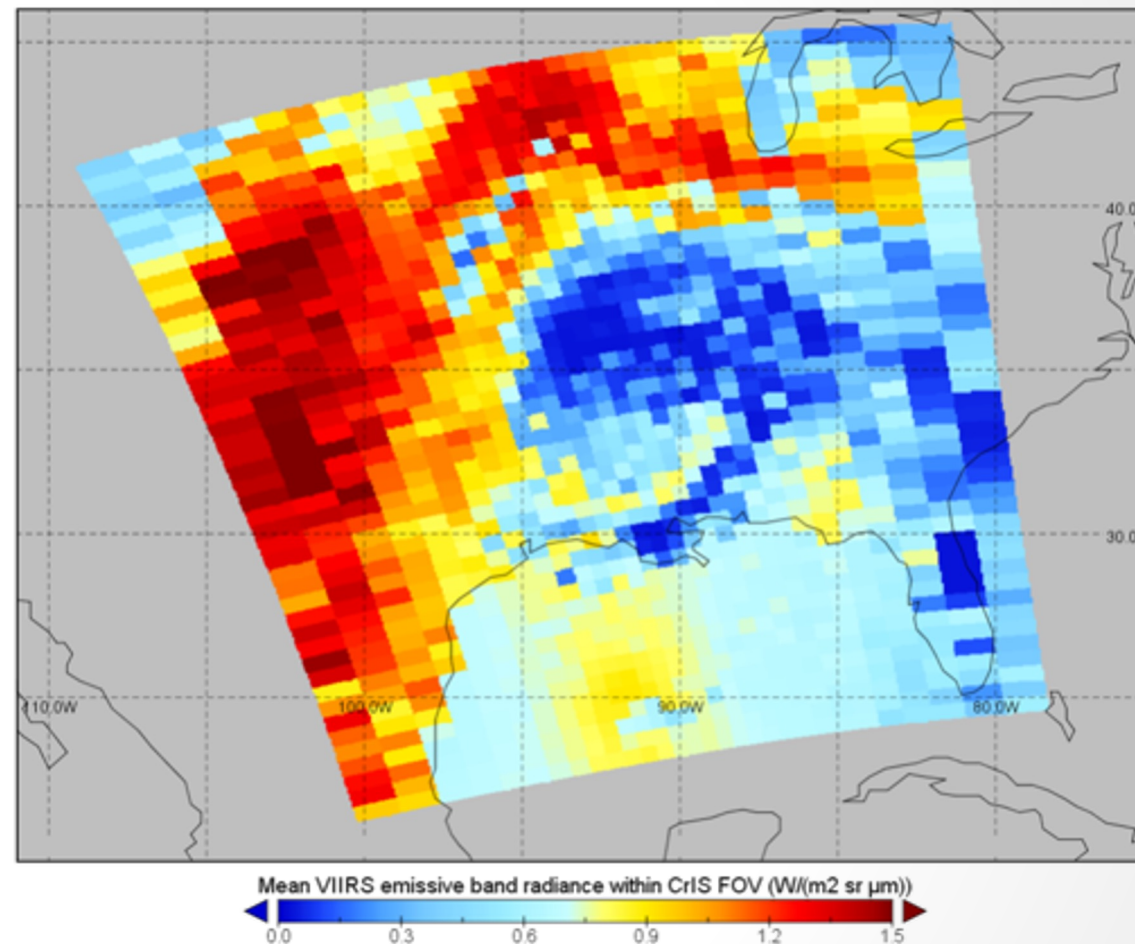 40.0
30.0
110.0W 100.0W 90.0W 80.0W
Mean VIIRS emissive band radiance within CrIS FOV (W/(m2 sr µm))
0.0 0.3 0.6 0.9 1.2 1.5